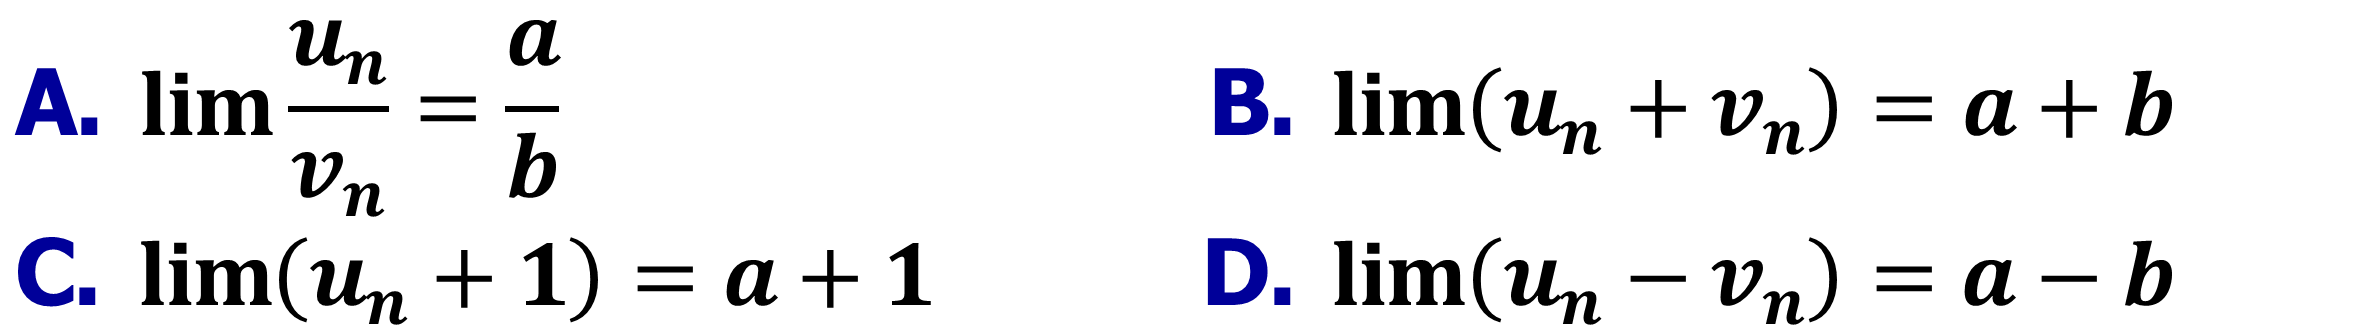 A. lim u_n/v_n = a/b B. lim(u_n + v_n) = a + b
C. lim(u_n + 1) = a + 1 D. lim(u_n − v_n) = a − b